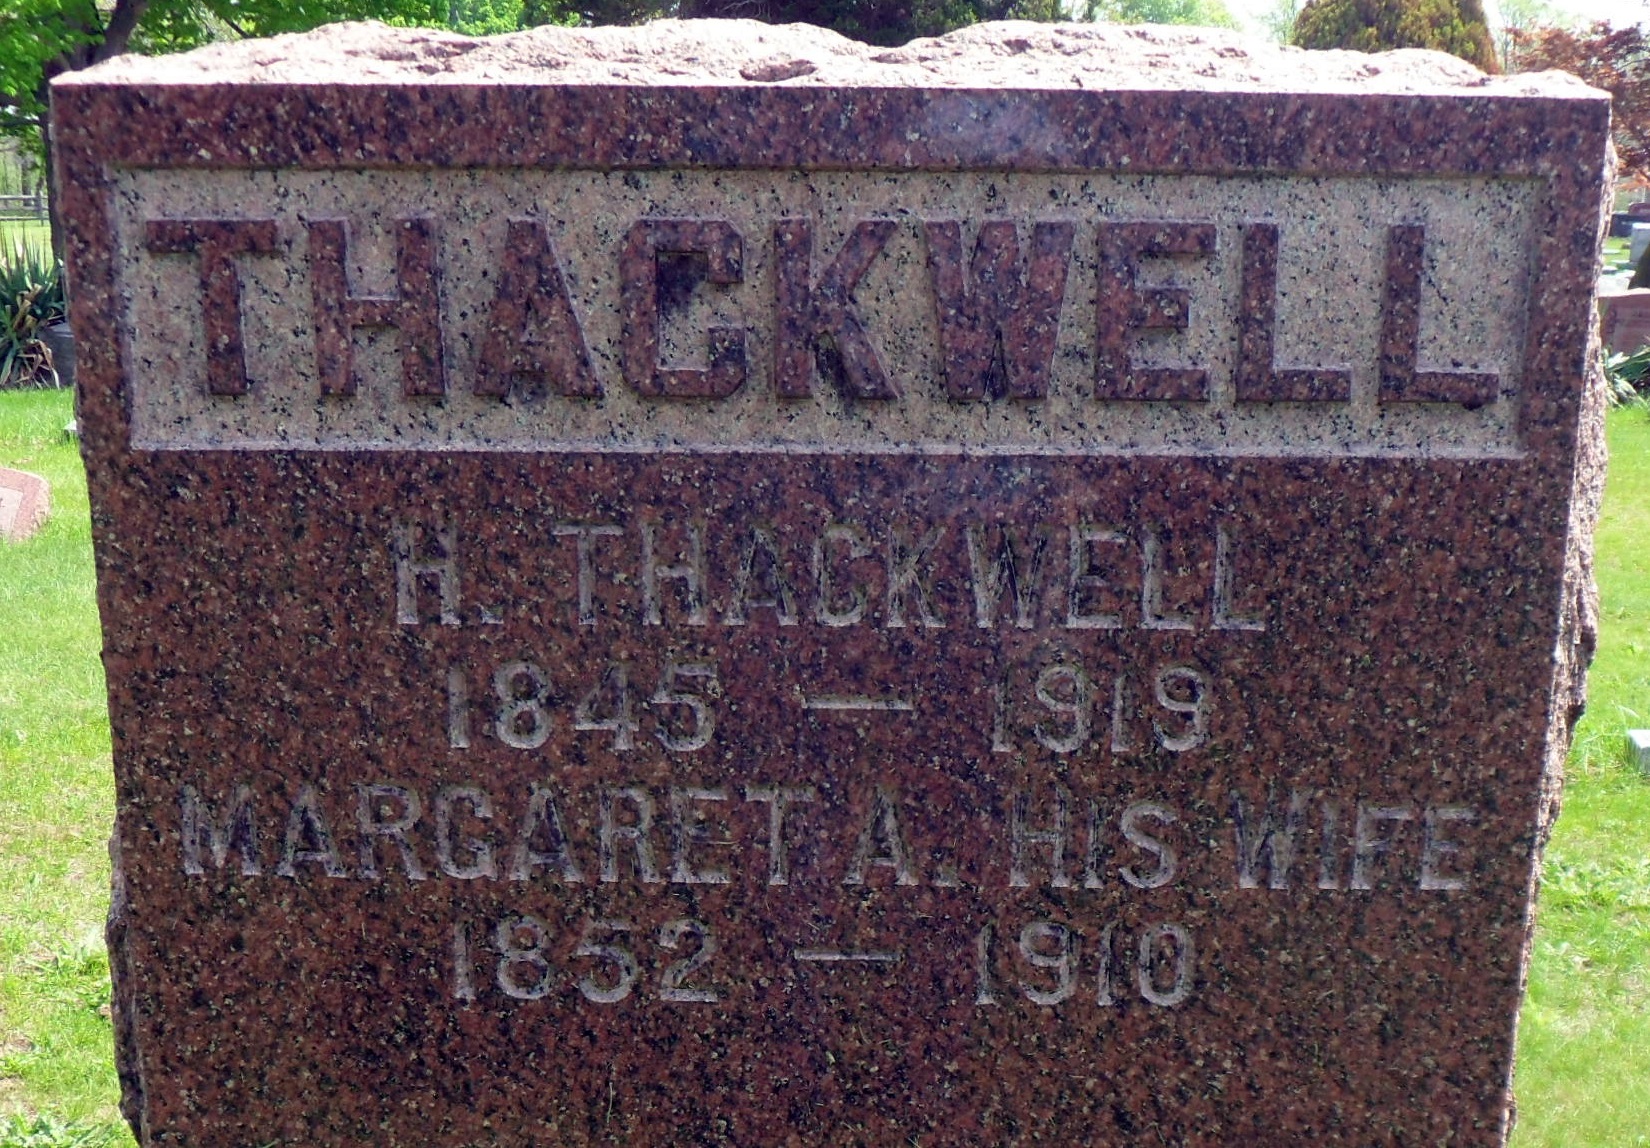 THACKWELL
H. THACKWELL
1845 — 1919
MARGARET A. HIS WIFE
1852 — 1910